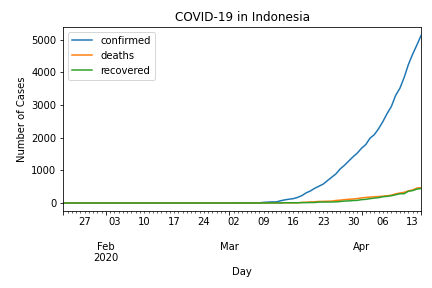 COVID-19 in Indonesia
confirmed
deaths
recovered
Number of Cases
5000
4000
3000
2000
1000
0
27 03 10 17 24 02 09 16 23 30 06 13
Feb Mar Apr
2020
Day